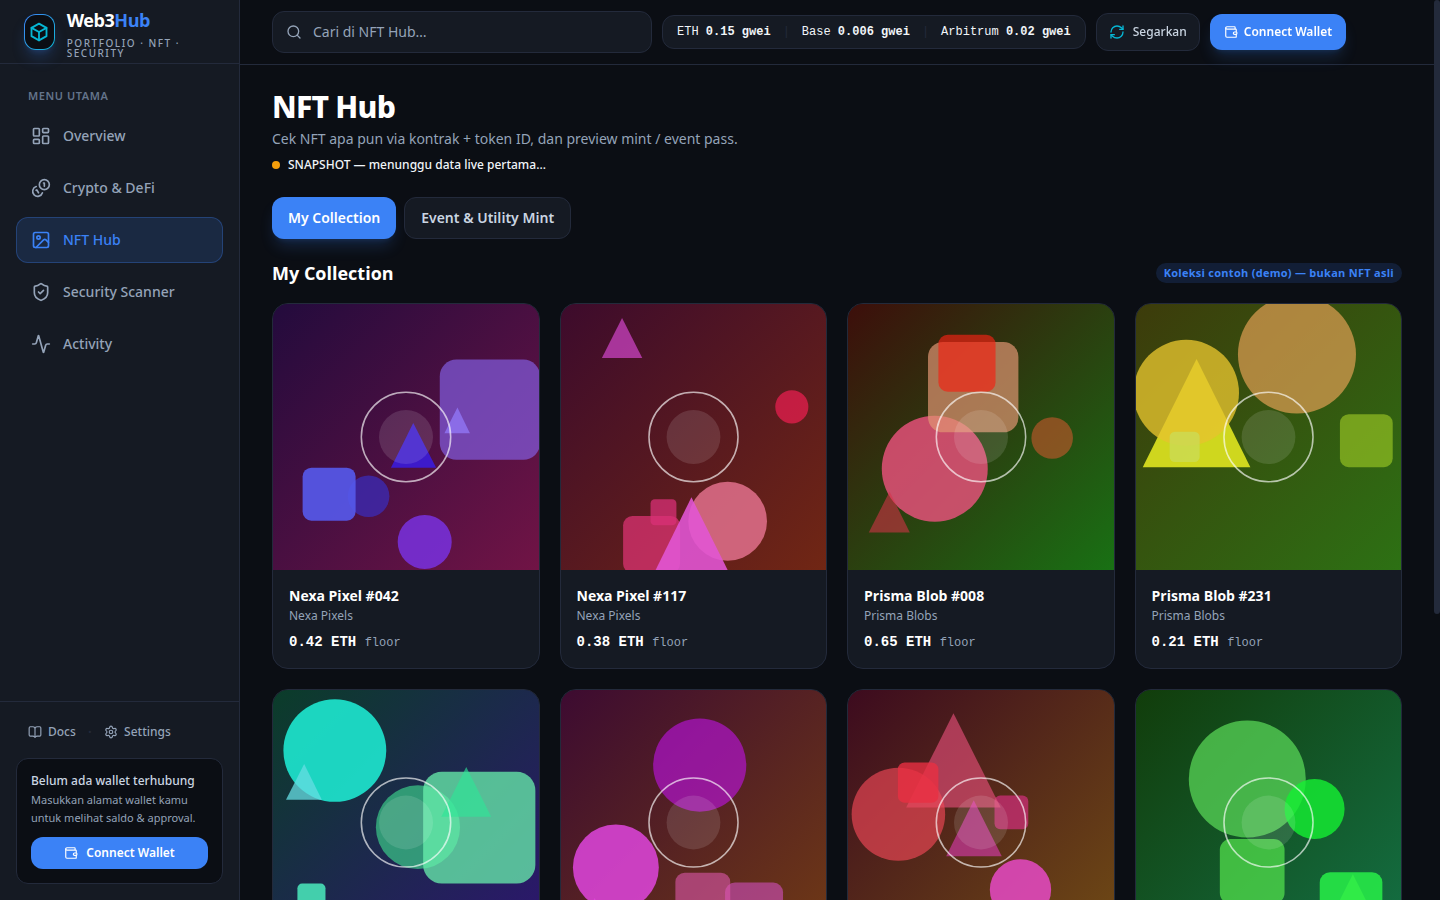 Web3Hub
PORTFOLIO · NFT ·
SECURITY
MENU UTAMA
Overview
Crypto & DeFi
NFT Hub
Security Scanner
Activity
Docs · Settings
Belum ada wallet terhubung
Masukkan alamat wallet kamu
untuk melihat saldo & approval.
Connect Wallet
Cari di NFT Hub...
ETH 0.15 gwei | Base 0.006 gwei | Arbitrum 0.02 gwei
Segarkan
Connect Wallet
NFT Hub
Cek NFT apa pun via kontrak + token ID, dan preview mint / event pass.
SNAPSHOT — menunggu data live pertama...
My Collection
Event & Utility Mint
My Collection
Koleksi contoh (demo) — bukan NFT asli
Nexa Pixel #042
Nexa Pixels
0.42 ETH floor
Nexa Pixel #117
Nexa Pixels
0.38 ETH floor
Prisma Blob #008
Prisma Blobs
0.65 ETH floor
Prisma Blob #231
Prisma Blobs
0.21 ETH floor